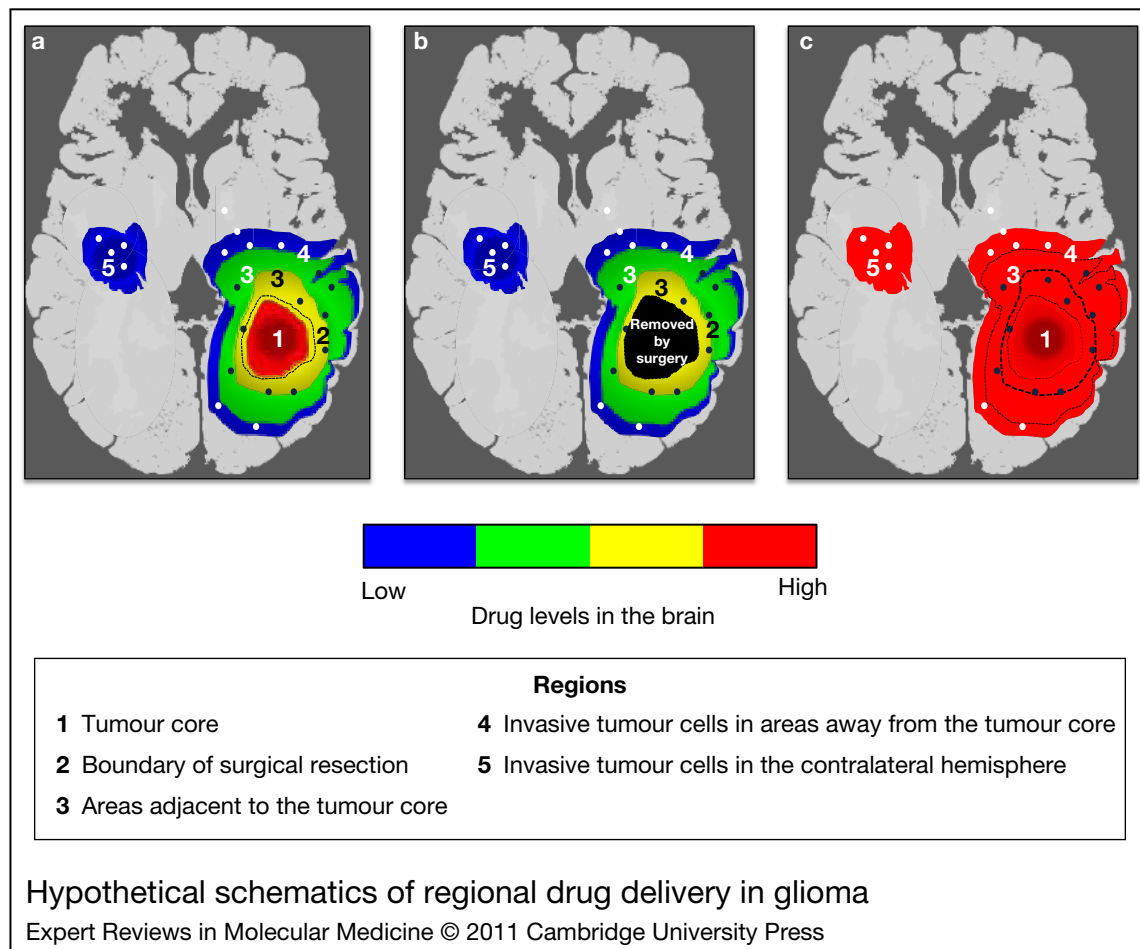 a b c
4 4 4
3 3 3
5 3 5 3 5
1 2 Removed 2 1
by
surgery
Low High
Drug levels in the brain
Regions
1 Tumour core 4 Invasive tumour cells in areas away from the tumour core
2 Boundary of surgical resection 5 Invasive tumour cells in the contralateral hemisphere
3 Areas adjacent to the tumour core
Hypothetical schematics of regional drug delivery in glioma
Expert Reviews in Molecular Medicine © 2011 Cambridge University Press